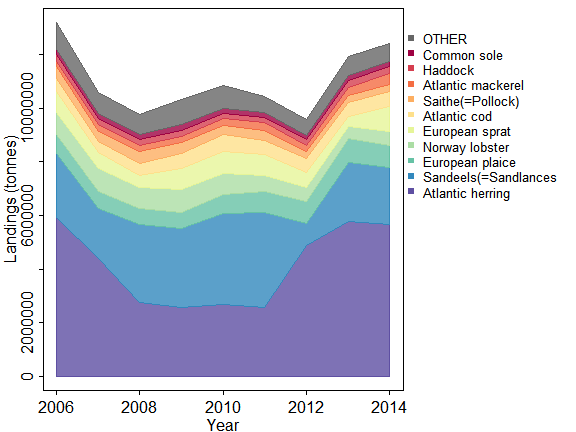 OTHER
Common sole
Haddock
Atlantic mackerel
Saithe(=Pollock)
Atlantic cod
European sprat
Norway lobster
European plaice
Sandeels(=Sandlances
Atlantic herring
Landings (tonnes)
10000000
6000000
2000000
0
2006 2008 2010 2012 2014
Year